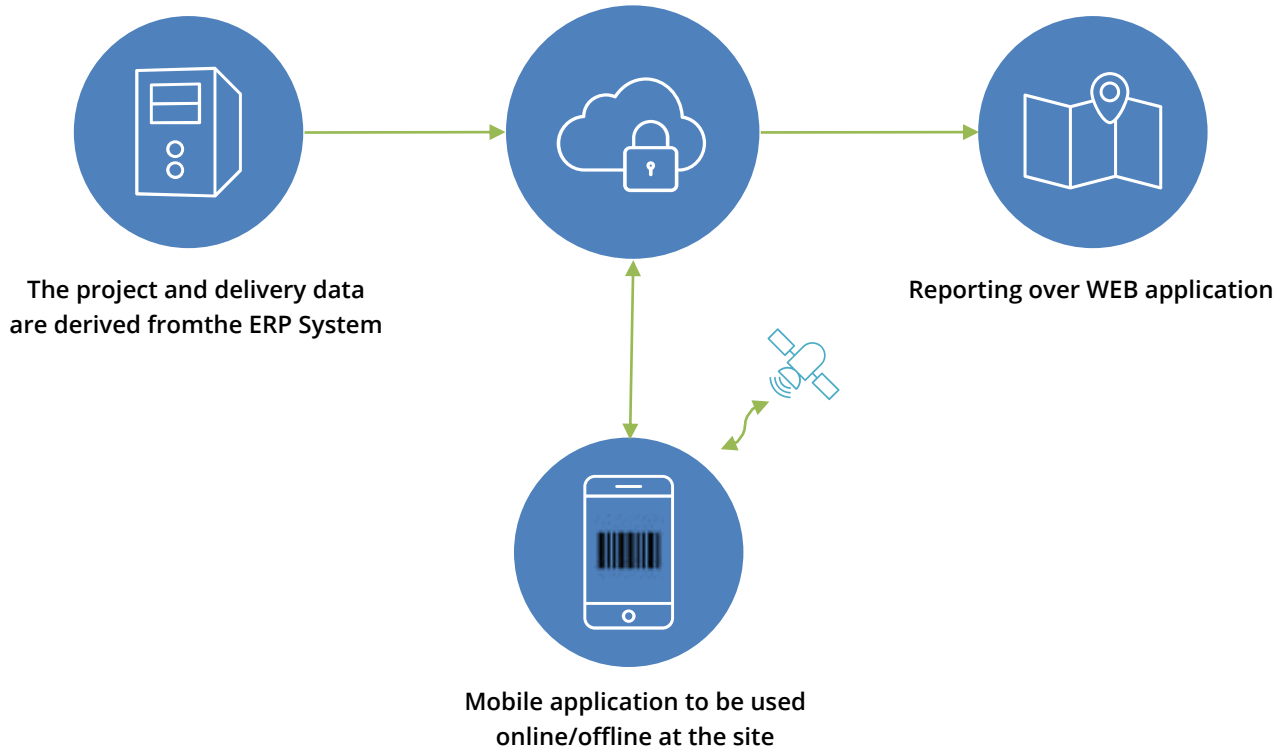 The project and delivery data
are derived fromthe ERP System
Reporting over WEB application
Mobile application to be used
online/offline at the site